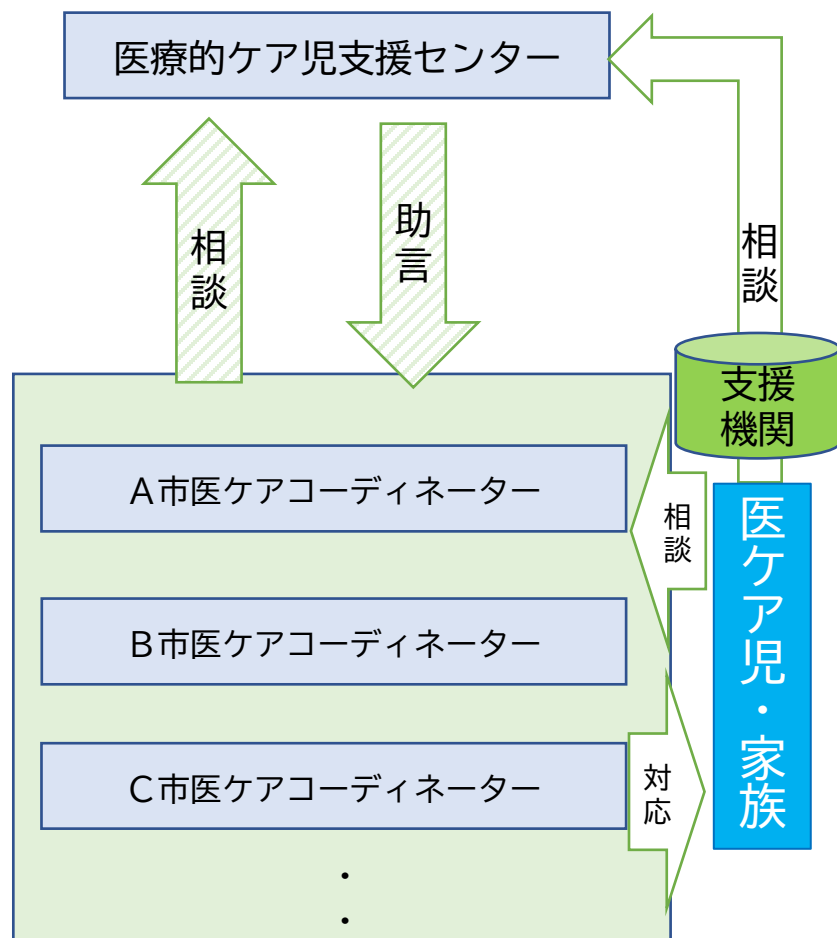 医療的ケア児支援センター
相談
助言
相談
支援
機関
A市医ケアコーディネーター
相談
医ケア児・家族
B市医ケアコーディネーター
C市医ケアコーディネーター
対応
・
・